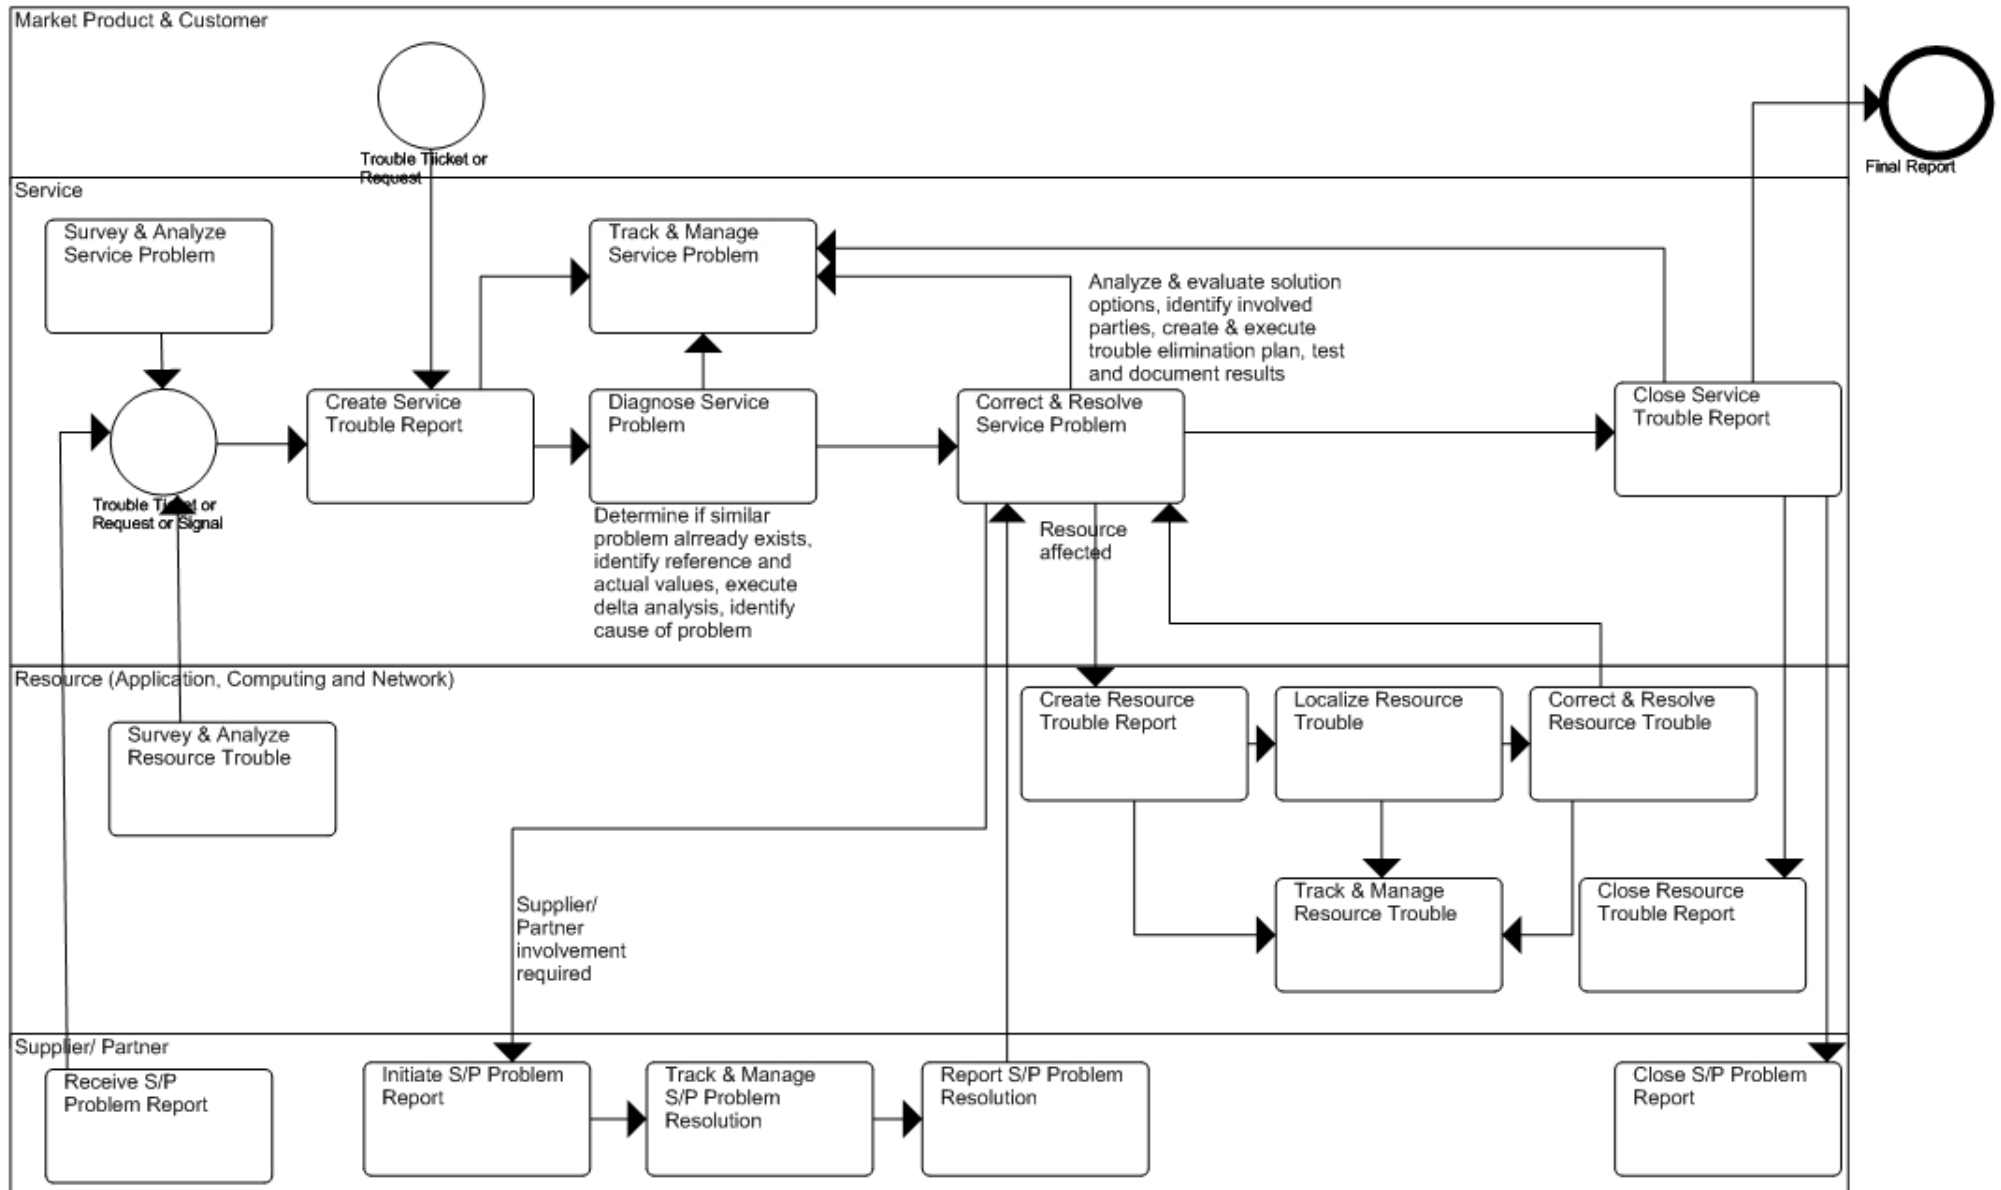 Market Product & Customer
Trouble Tiicket or
Request
Final Report
Service
Survey & Analyze
Service Problem
Track & Manage
Service Problem
Analyze & evaluate solution
options, identify involved
parties, create & execute
trouble elimination plan, test
and document results
Create Service
Trouble Report
Diagnose Service
Problem
Correct & Resolve
Service Problem
Close Service
Trouble Report
Trouble Ticket or
Request or Signal
Determine if similar
problem alrready exists,
identify reference and
actual values, execute
delta analysis, identify
cause of problem
Resource
affected
Resource (Application, Computing and Network)
Survey & Analyze
Resource Trouble
Create Resource
Trouble Report
Localize Resource
Trouble
Correct & Resolve
Resource Trouble
Supplier/
Partner
involvement
required
Track & Manage
Resource Trouble
Close Resource
Trouble Report
Supplier/ Partner
Receive S/P
Problem Report
Initiate S/P Problem
Report
Track & Manage
S/P Problem
Resolution
Report S/P Problem
Resolution
Close S/P Problem
Report